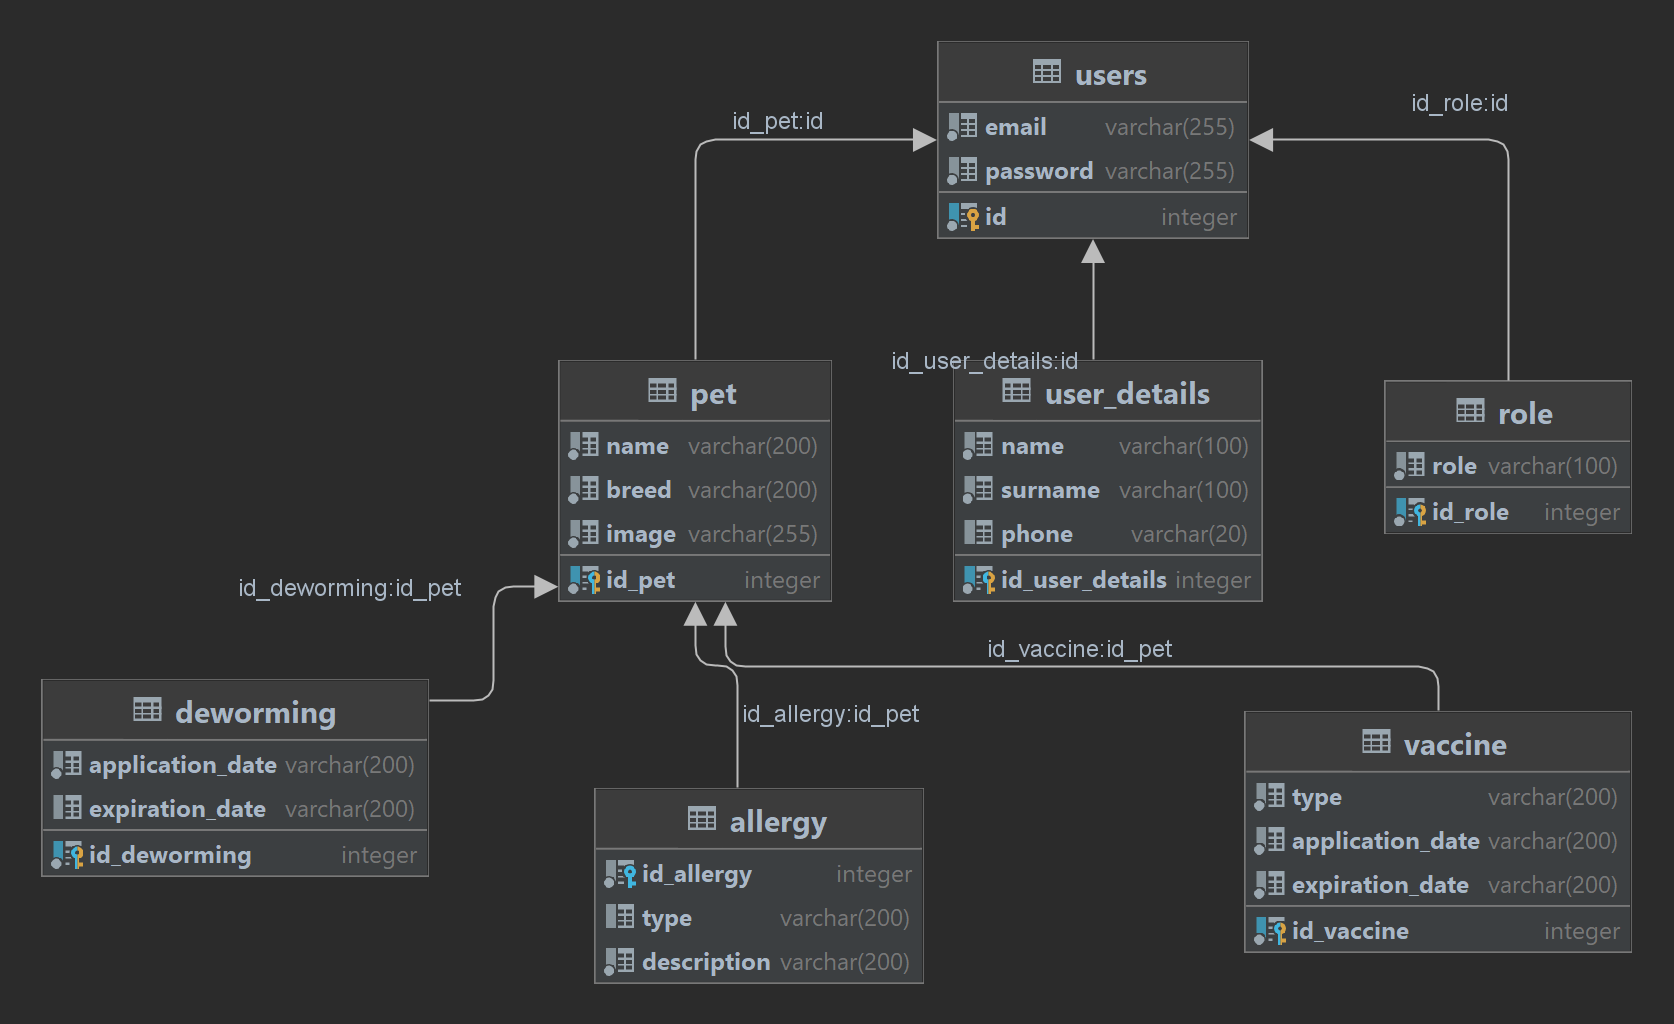 users
email varchar(255)
password varchar(255)
id integer
id_pet:id
id_role:id
id_user_details:id
pet
name varchar(200)
breed varchar(200)
image varchar(255)
id_pet integer
user_details
name varchar(100)
surname varchar(100)
phone varchar(20)
id_user_details integer
role
role varchar(100)
id_role integer
id_deworming:id_pet
id_vaccine:id_pet
id_allergy:id_pet
deworming
application_date varchar(200)
expiration_date varchar(200)
id_deworming integer
allergy
id_allergy integer
type varchar(200)
description varchar(200)
vaccine
type varchar(200)
application_date varchar(200)
expiration_date varchar(200)
id_vaccine integer